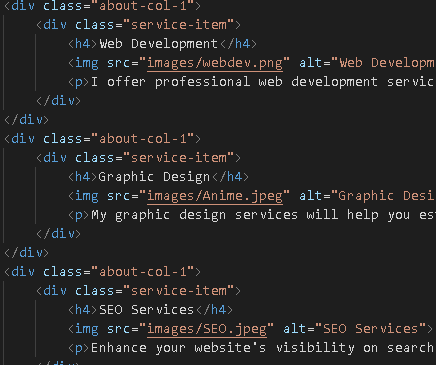 <div class="about-col-1">
<div class="service-item">
<h4>Web Development</h4>
<img src="images/webdev.png" alt="Web Developm
<p>I offer professional web development servic
</div>
</div>
<div class="about-col-1">
<div class="service-item">
<h4>Graphic Design</h4>
<img src="images/Anime.jpeg" alt="Graphic Desi
<p>My graphic design services will help you est
</div>
</div>
<div class="about-col-1">
<div class="service-item">
<h4>SEO Services</h4>
<img src="images/SEO.jpeg" alt="SEO Services">
<p>Enhance your website's visibility on search
</div>